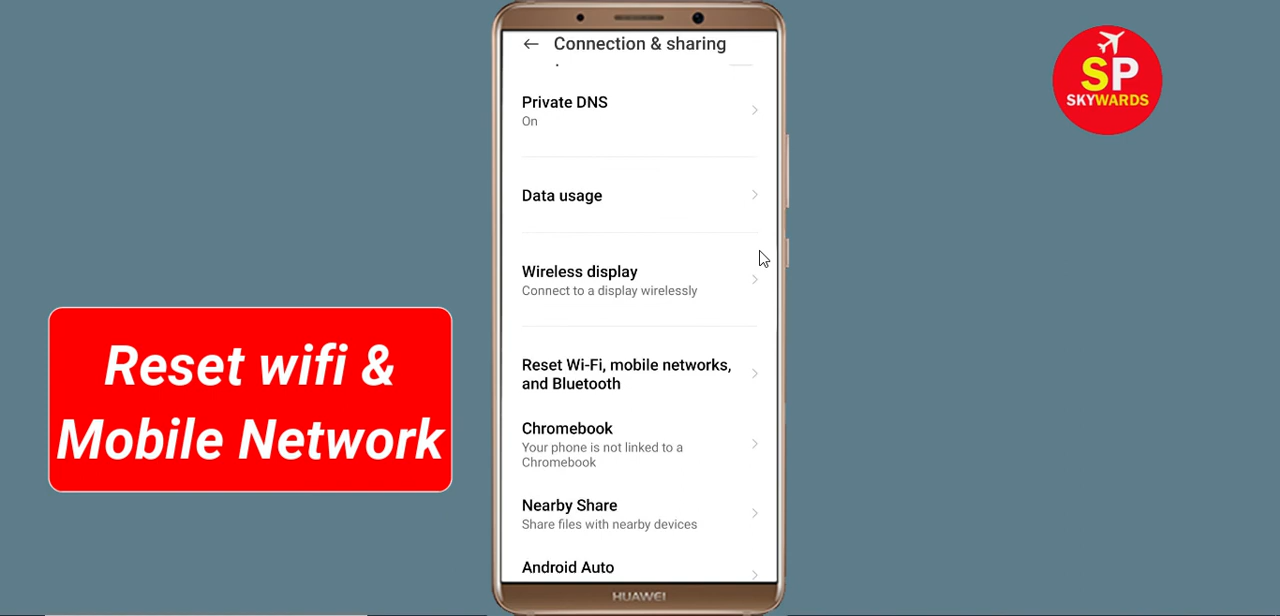 Connection & sharing
Private DNS
On
Data usage
Wireless display
Connect to a display wirelessly
Reset Wi-Fi, mobile networks,
and Bluetooth
Chromebook
Your phone is not linked to a
Chromebook
Nearby Share
Share files with nearby devices
Android Auto
HUAWEI
Reset wifi &
Mobile Network
SP
SKYWARDS